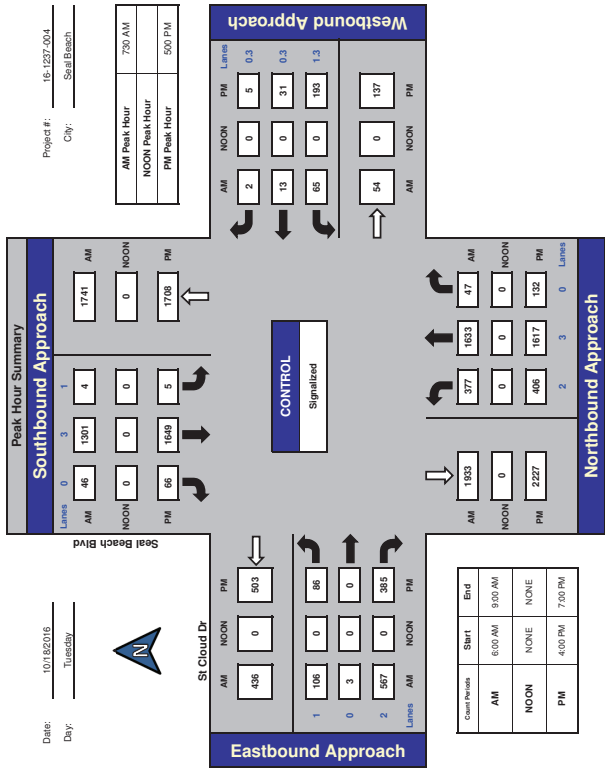 Date: 10/18/2016
Day: Tuesday
Peak Hour Summary
Project #: 16-1237-004
City: Seal Beach
Southbound Approach
Lanes 0 3 1
AM 46 1301 4 1741 AM
NOON 0 0 0 0 NOON
PM 66 1649 5 1708 PM
Seal Beach Blvd
N
AM Peak Hour 730 AM
NOON Peak Hour
PM Peak Hour 500 PM
St Cloud Dr
AM NOON PM
436 0 503
1 106 0 86
0 3 0 0
2 567 0 385
Lanes AM NOON PM
Eastbound Approach
CONTROL
Signalized
AM NOON PM Lanes
2 0 5 0.3
13 0 31 0.3
65 0 193 1.3
54 0 137
AM NOON PM
Westbound Approach
Count Periods Start End
AM 6:00 AM 9:00 AM
NOON NONE NONE
PM 4:00 PM 7:00 PM
AM 1933 377 1633 47 AM
NOON 0 0 0 0 NOON
PM 2227 406 1617 132 PM
2 3 0 Lanes
Northbound Approach